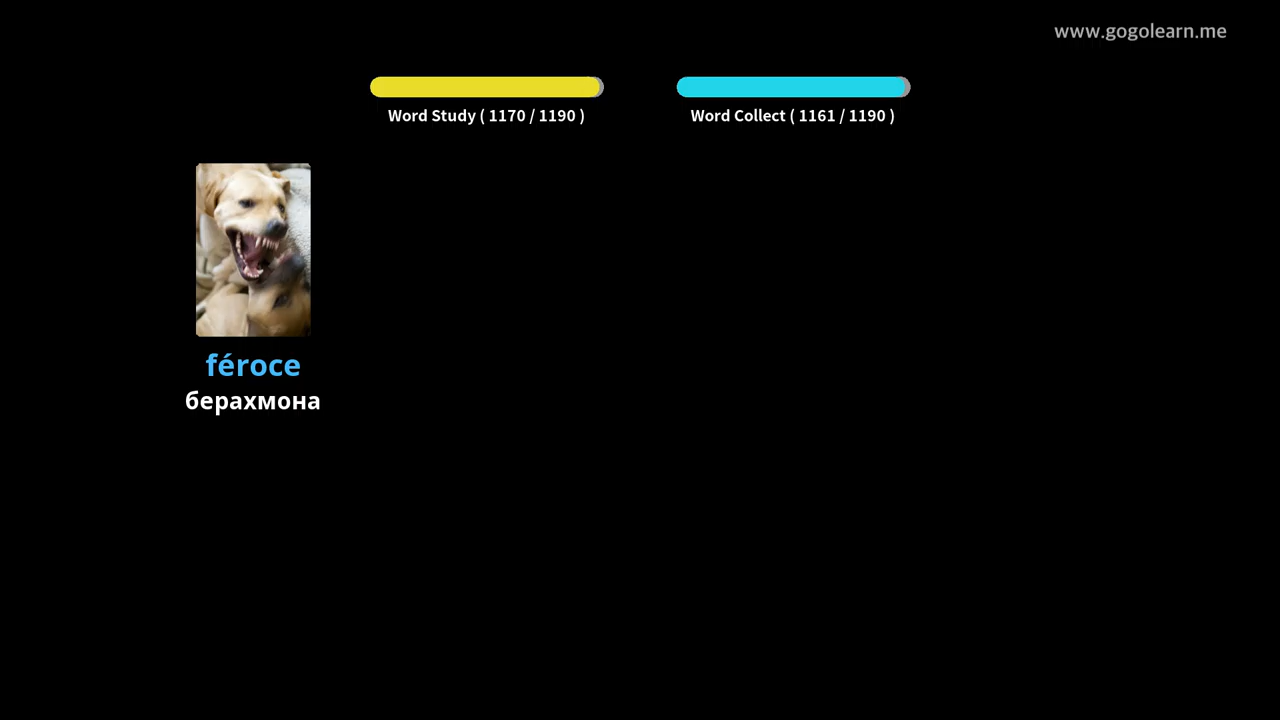 www.gogolearn.me
Word Study ( 1170 / 1190 )
Word Collect ( 1161 / 1190 )
féroce
берахмона